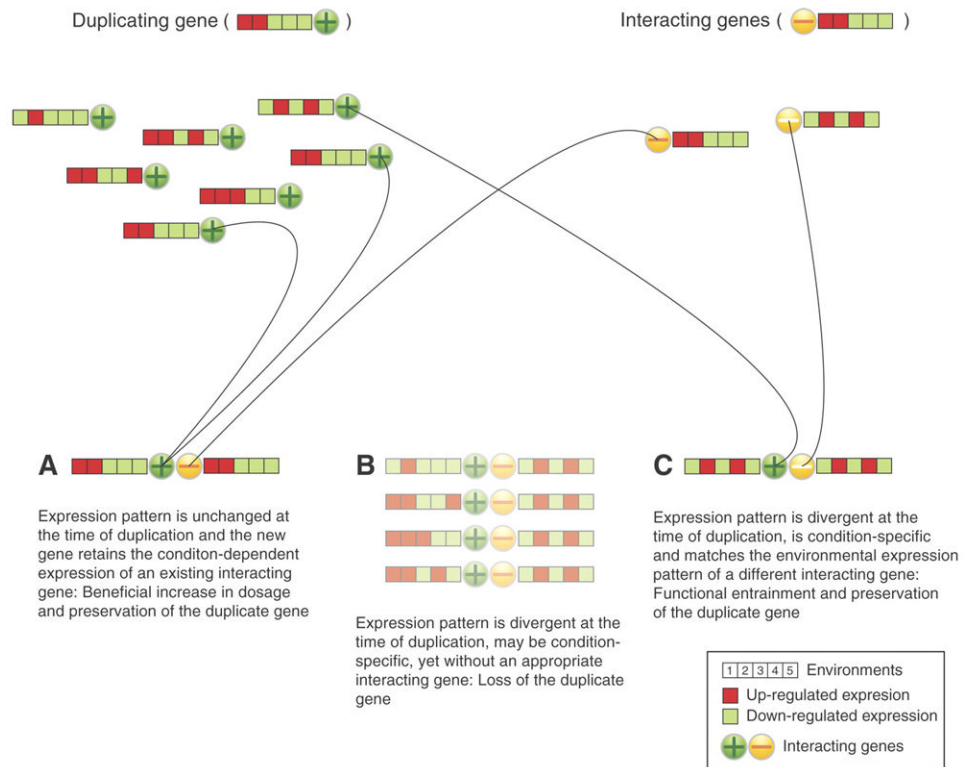 Duplicating gene ( )
Interacting genes ( )
A
Expression pattern is unchanged at
the time of duplication and the new
gene retains the conditon-dependent
expression of an existing interacting
gene: Beneficial increase in dosage
and preservation of the duplicate gene
B
Expression pattern is divergent at the
time of duplication, may be condition-
specific, yet without an appropriate
interacting gene: Loss of the duplicate
gene
C
Expression pattern is divergent at the
time of duplication, is condition-specific
and matches the environmental expression
pattern of a different interacting gene:
Functional entrainment and preservation
of the duplicate gene
1 2 3 4 5 Environments
Up-regulated expresion
Down-regulated expression
Interacting genes